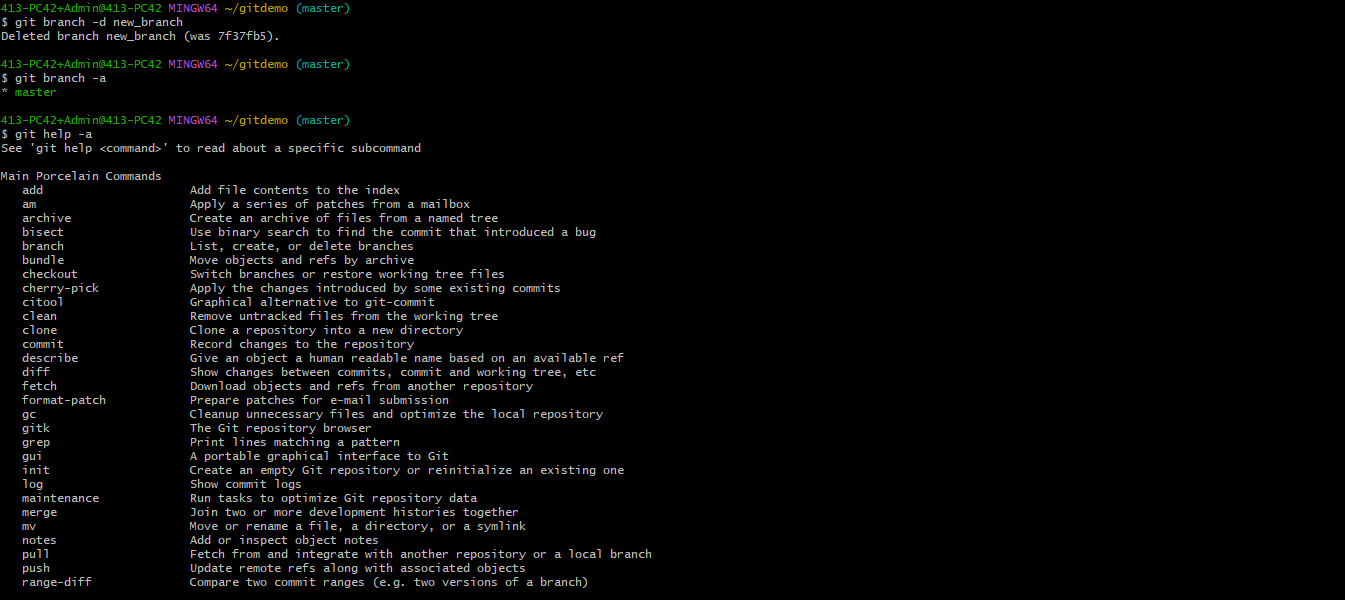 413-PC42+Admin@413-PC42 MINGW64 ~/gitdemo (master)
$ git branch -d new_branch
Deleted branch new_branch (was 7f37fb5).
413-PC42+Admin@413-PC42 MINGW64 ~/gitdemo (master)
$ git branch -a
* master
413-PC42+Admin@413-PC42 MINGW64 ~/gitdemo (master)
$ git help -a
See 'git help <command>' to read about a specific subcommand
Main Porcelain Commands
add Add file contents to the index
am Apply a series of patches from a mailbox
archive Create an archive of files from a named tree
bisect Use binary search to find the commit that introduced a bug
branch List, create, or delete branches
bundle Move objects and refs by archive
checkout Switch branches or restore working tree files
cherry-pick Apply the changes introduced by some existing commits
citool Graphical alternative to git-commit
clean Remove untracked files from the working tree
clone Clone a repository into a new directory
commit Record changes to the repository
describe Give an object a human readable name based on an available ref
diff Show changes between commits, commit and working tree, etc
fetch Download objects and refs from another repository
format-patch Prepare patches for e-mail submission
gc Cleanup unnecessary files and optimize the local repository
gitk The Git repository browser
grep Print lines matching a pattern
gui A portable graphical interface to Git
init Create an empty Git repository or reinitialize an existing one
log Show commit logs
maintenance Run tasks to optimize Git repository data
merge Join two or more development histories together
mv Move or rename a file, a directory, or a symlink
notes Add or inspect object notes
pull Fetch from and integrate with another repository or a local branch
push Update remote refs along with associated objects
range-diff Compare two commit ranges (e.g. two versions of a branch)